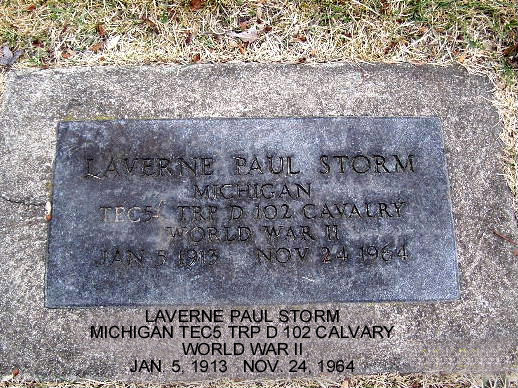 LAVERNE PAUL STORM
MICHIGAN
TEC5 TRP D 102 CAVALRY
WORLD WAR II
JAN 5 1913 NOV 24 1964
LAVERNE PAUL STORM
MICHIGAN TEC5 TRP D 102 CALVARY
WORLD WAR II
JAN. 5, 1913 NOV. 24, 1964